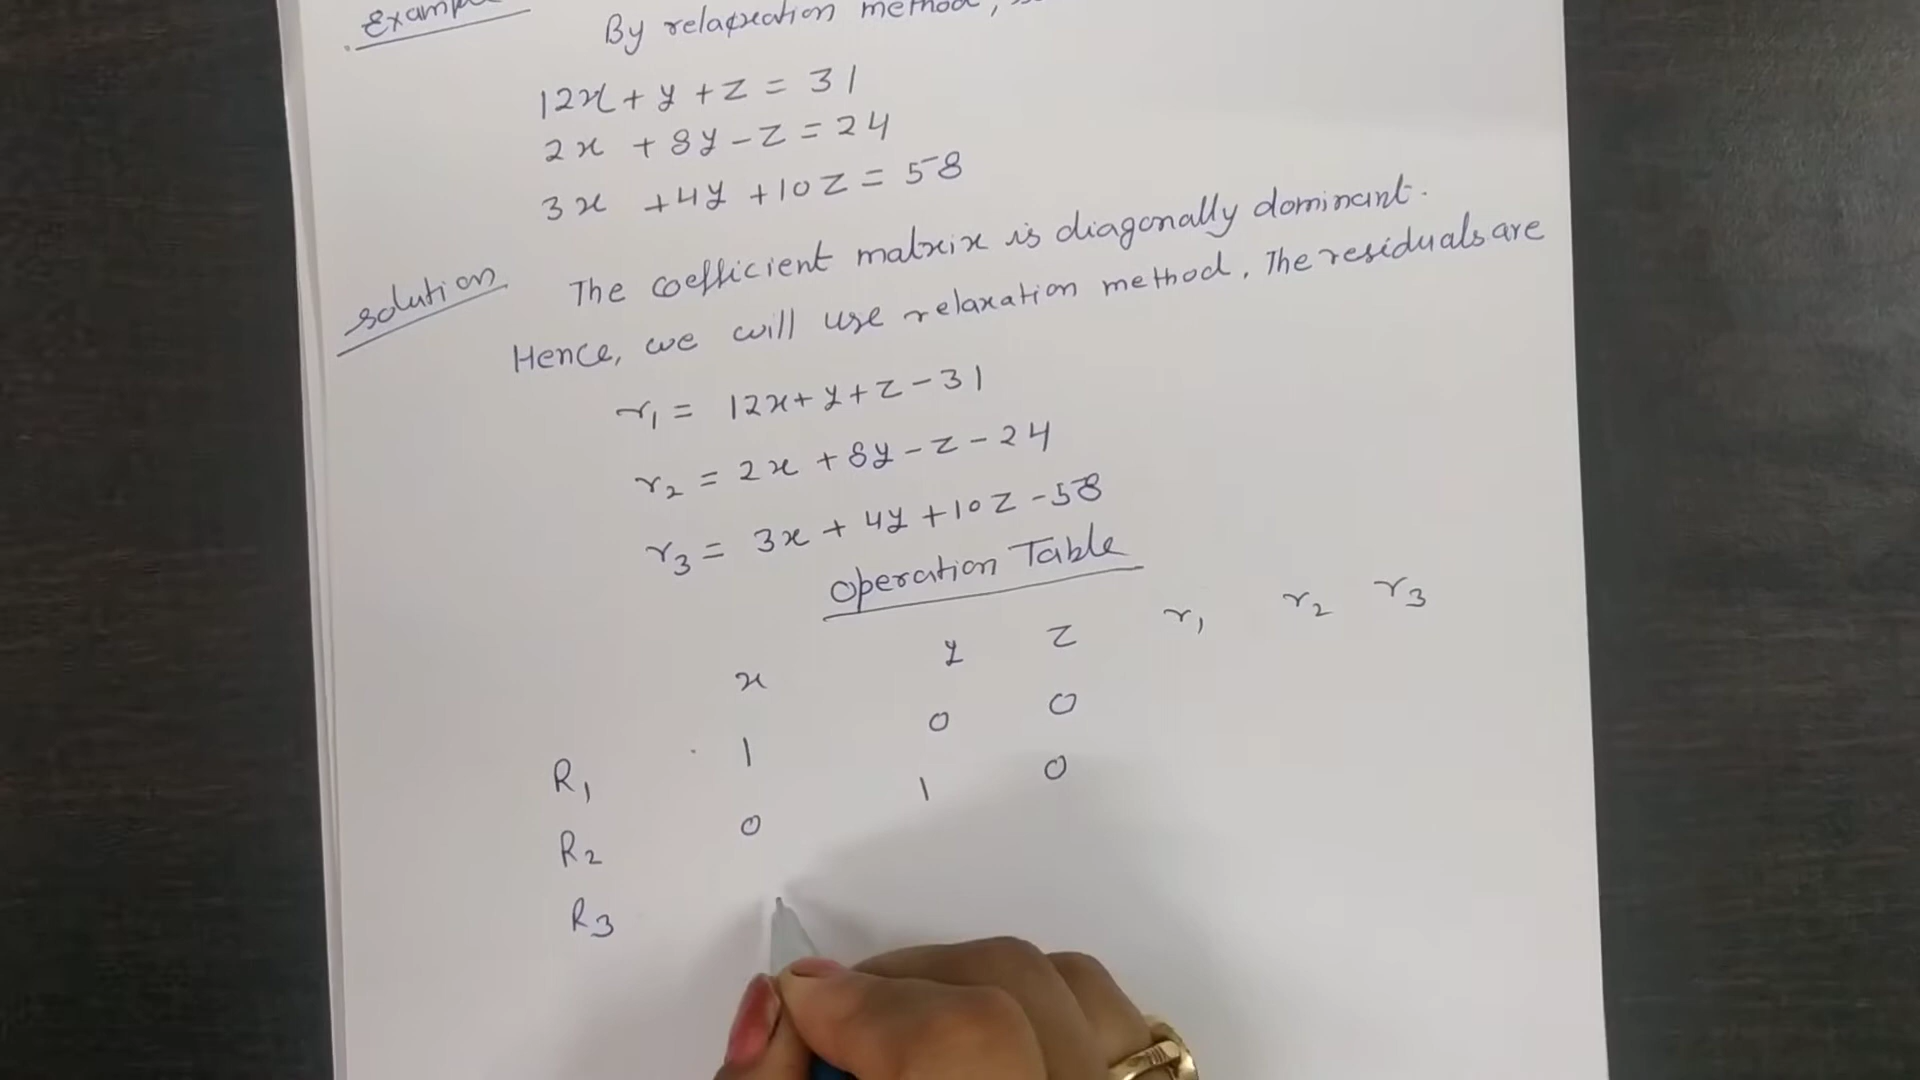 Example
By relaxation method,
12x + y + z = 31
2x + 8y - z = 24
3x + 4y + 10z = 58
Solution The coefficient matrix is diagonally dominant.
Hence, we will use relaxation method. The residuals are
r1 = 12x + y + z - 31
r2 = 2x + 8y - z - 24
r3 = 3x + 4y + 10z - 58
Operation Table
x y z r1 r2 r3
R1 1 0 0
R2 0 1 0
R3